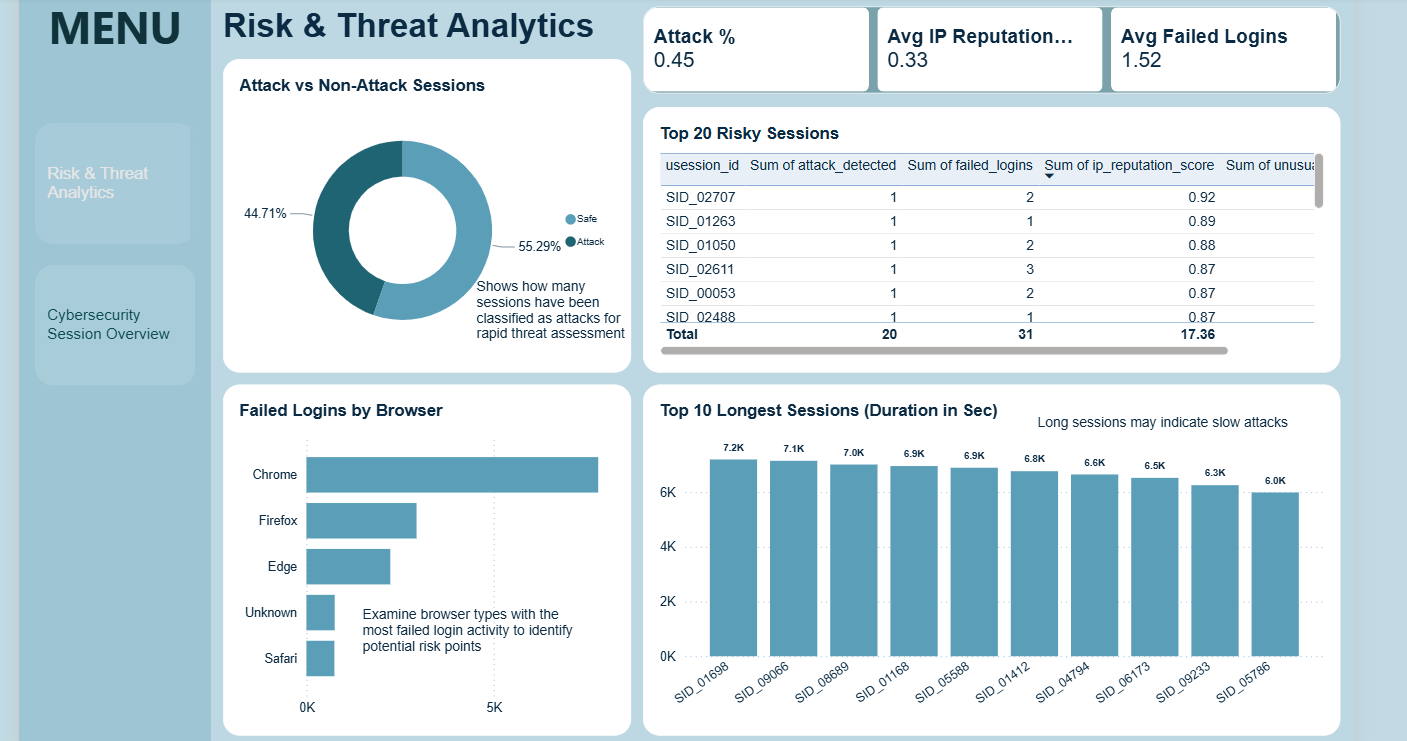 MENU
Risk & Threat
Analytics
Cybersecurity
Session Overview
Risk & Threat Analytics
Attack %
0.45
Avg IP Reputation...
0.33
Avg Failed Logins
1.52
Attack vs Non-Attack Sessions
44.71%
55.29%
Safe
Attack
Shows how many
sessions have been
classified as attacks for
rapid threat assessment
Top 20 Risky Sessions
usession_id Sum of attack_detected Sum of failed_logins Sum of ip_reputation_score Sum of unusua
SID_02707 1 2 0.92
SID_01263 1 1 0.89
SID_01050 1 2 0.88
SID_02611 1 3 0.87
SID_00053 1 2 0.87
SID_02488 1 1 0.87
Total 20 31 17.36
Failed Logins by Browser
Chrome
Firefox
Edge
Unknown
Safari
0K 5K
Examine browser types with the
most failed login activity to identify
potential risk points
Top 10 Longest Sessions (Duration in Sec)
Long sessions may indicate slow attacks
7.2K 7.1K 7.0K 6.9K 6.9K 6.8K 6.6K 6.5K 6.3K 6.0K
6K
4K
2K
0K
SID_01698 SID_09066 SID_08689 SID_01168 SID_05588 SID_01412 SID_04794 SID_06173 SID_09233 SID_05786